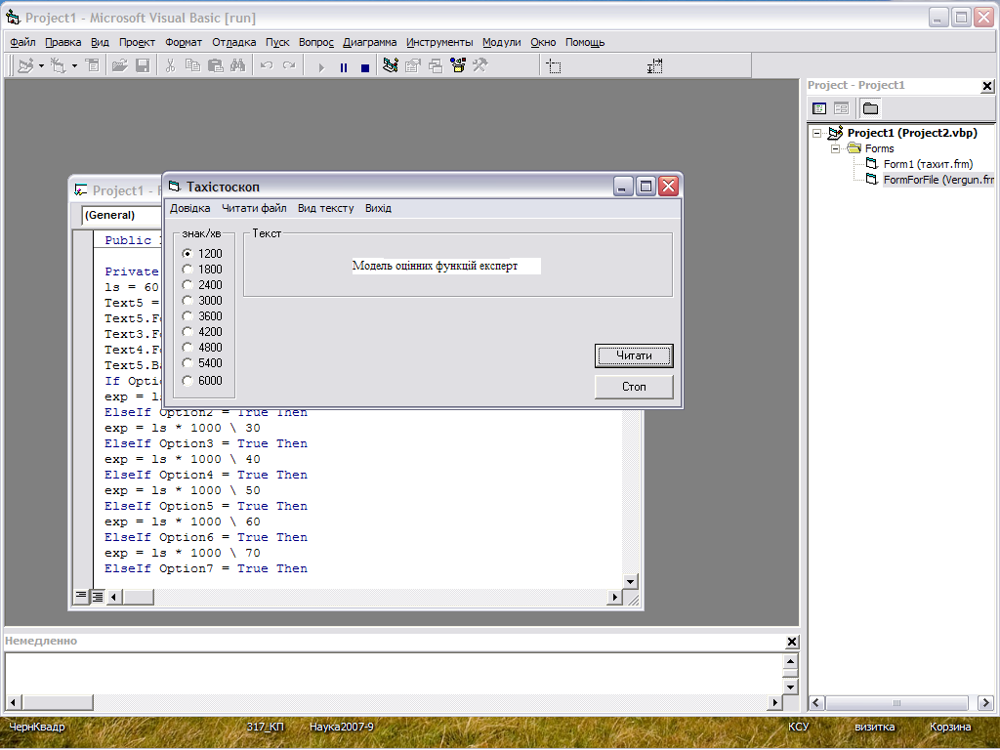 Project1 - Microsoft Visual Basic [run]
Файл Правка Вид Проект Формат Отладка Пуск Вопрос Диаграмма Инструменты Модули Окно Помощь
Project - Project1
Project1 (Project2.vbp)
Forms
Form1 (тахит.frm)
FormForFile (Vergun.frm
Project1 - F
(General)
Тахістоскоп
Довідка Читати файл Вид тексту Вихід
знак/хв
1200
1800
2400
3000
3600
4200
4800
5400
6000
Текст
Модель оцінних функцій експерт
Читати
Стоп
Public
Private
ls = 60
Text5 =
Text5.Fo
Text3.Fo
Text4.Fo
Text5.Ba
If Optio
exp = ls
ElseIf Option2 = True Then
exp = ls * 1000 \ 30
ElseIf Option3 = True Then
exp = ls * 1000 \ 40
ElseIf Option4 = True Then
exp = ls * 1000 \ 50
ElseIf Option5 = True Then
exp = ls * 1000 \ 60
ElseIf Option6 = True Then
exp = ls * 1000 \ 70
ElseIf Option7 = True Then
Немедленно
ЧернКвадр 317_КП Наука2007-9 КСУ визитка Корзина